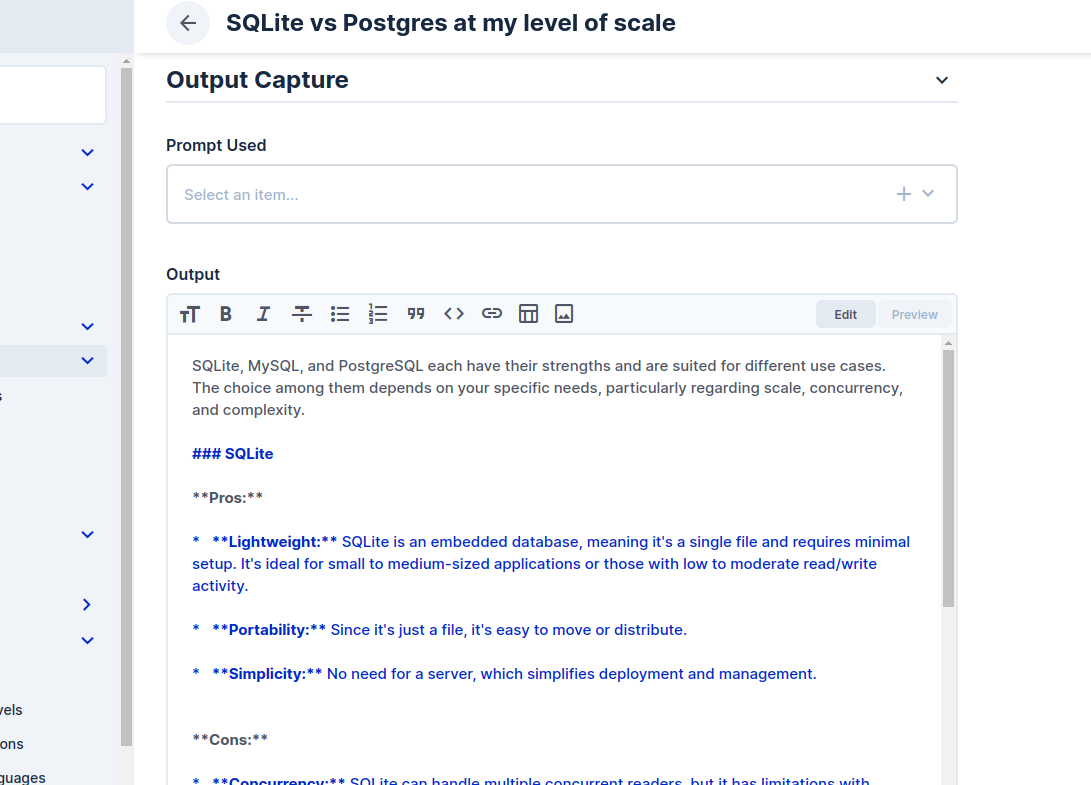 SQLite vs Postgres at my level of scale
Output Capture
Prompt Used
Select an item...
Output
Edit
Preview
SQLite, MySQL, and PostgreSQL each have their strengths and are suited for different use cases.
The choice among them depends on your specific needs, particularly regarding scale, concurrency,
and complexity.
### SQLite
**Pros:**
* **Lightweight:** SQLite is an embedded database, meaning it's a single file and requires minimal
setup. It's ideal for small to medium-sized applications or those with low to moderate read/write
activity.
* **Portability:** Since it's just a file, it's easy to move or distribute.
* **Simplicity:** No need for a server, which simplifies deployment and management.
**Cons:**
* **Concurrency:** SQLite can handle multiple concurrent readers, but it has limitations with